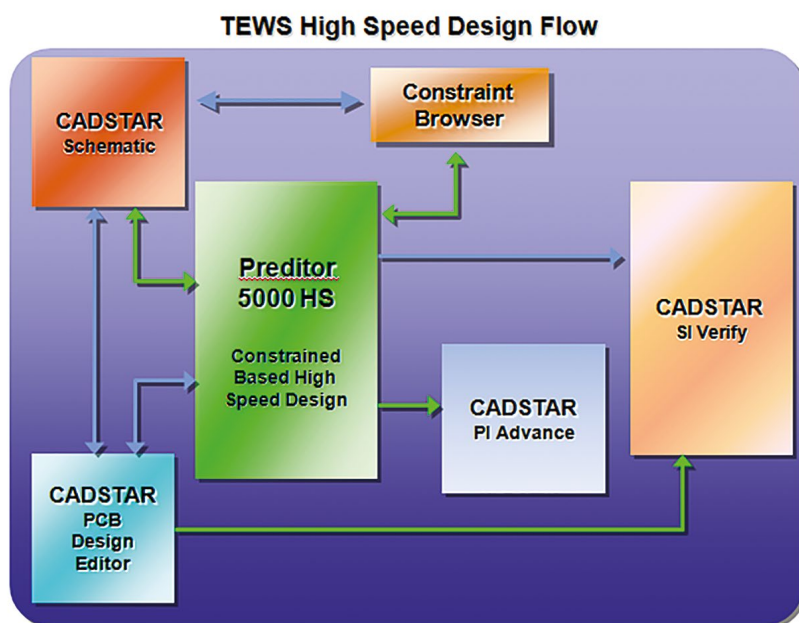 TEWS High Speed Design Flow
CADSTAR
Schematic
Constraint
Browser
Preditor
5000 HS
Constrained
Based High
Speed Design
CADSTAR
SI Verify
CADSTAR
PI Advance
CADSTAR
PCB
Design
Editor